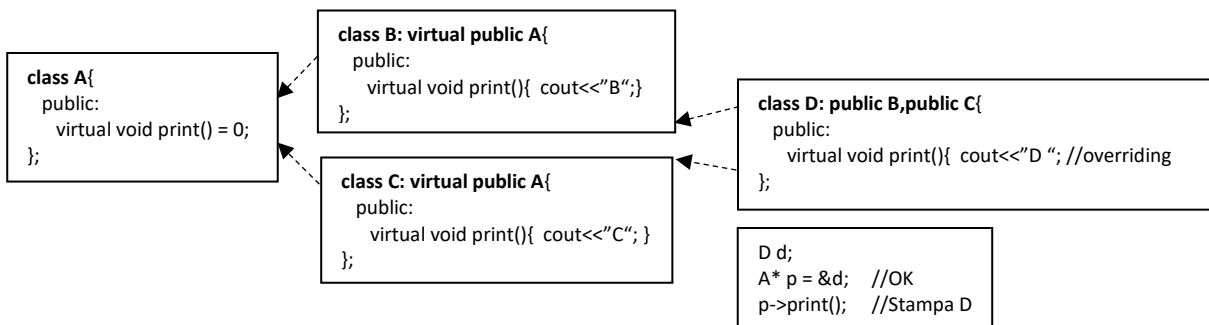 class A{
public:
virtual void print() = 0;
};
class B: virtual public A{
public:
virtual void print(){ cout<<”B“;}
};
class C: virtual public A{
public:
virtual void print(){ cout<<”C“; }
};
class D: public B,public C{
public:
virtual void print(){ cout<<”D “; //overriding
};
D d;
A* p = &d; //OK
p->print(); //Stampa D